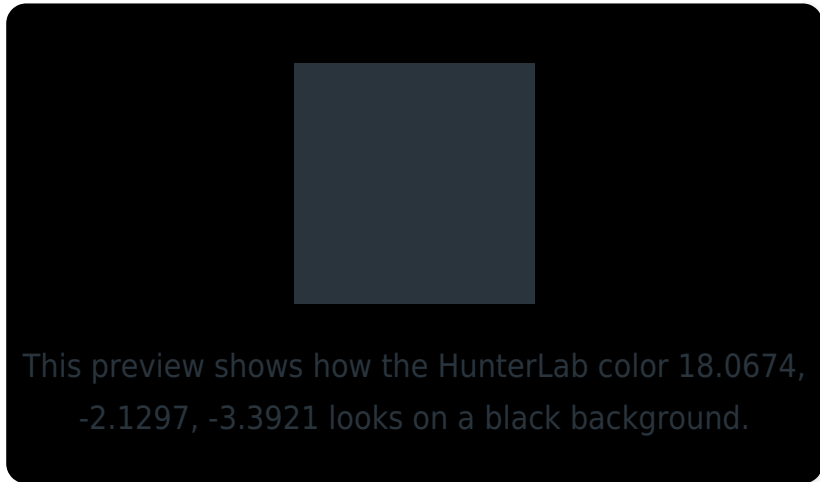 This preview shows how the HunterLab color 18.0674,
-2.1297, -3.3921 looks on a black background.